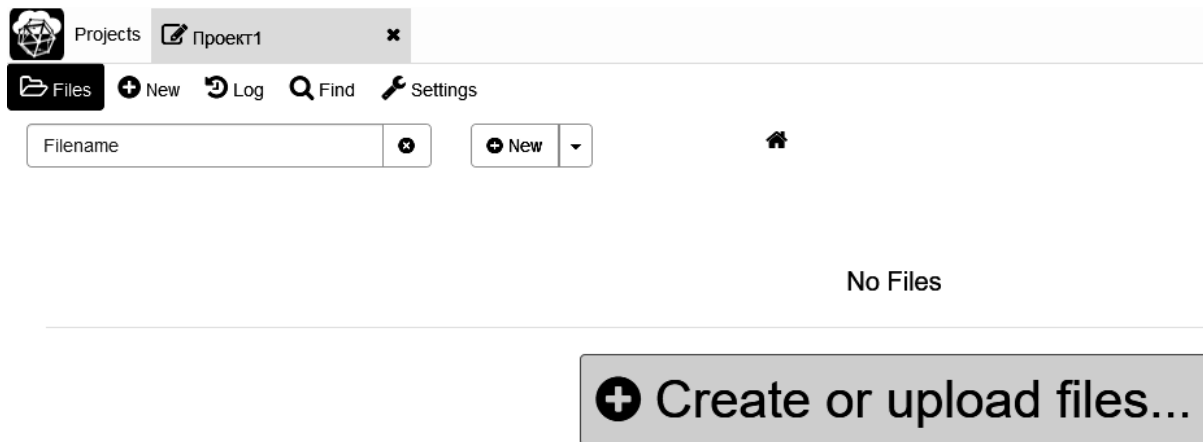 Projects Проект1
Files New Log Find Settings
Filename New
No Files
Create or upload files...